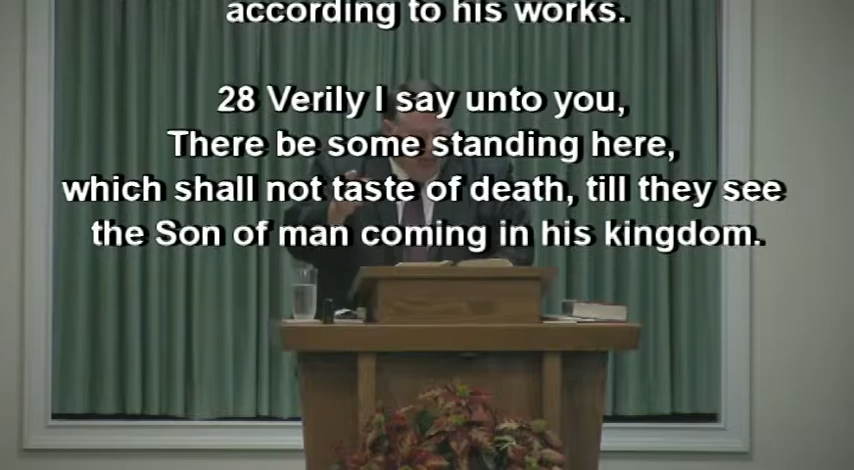 according to his works.
28 Verily I say unto you,
There be some standing here,
which shall not taste of death, till they see
the Son of man coming in his kingdom.